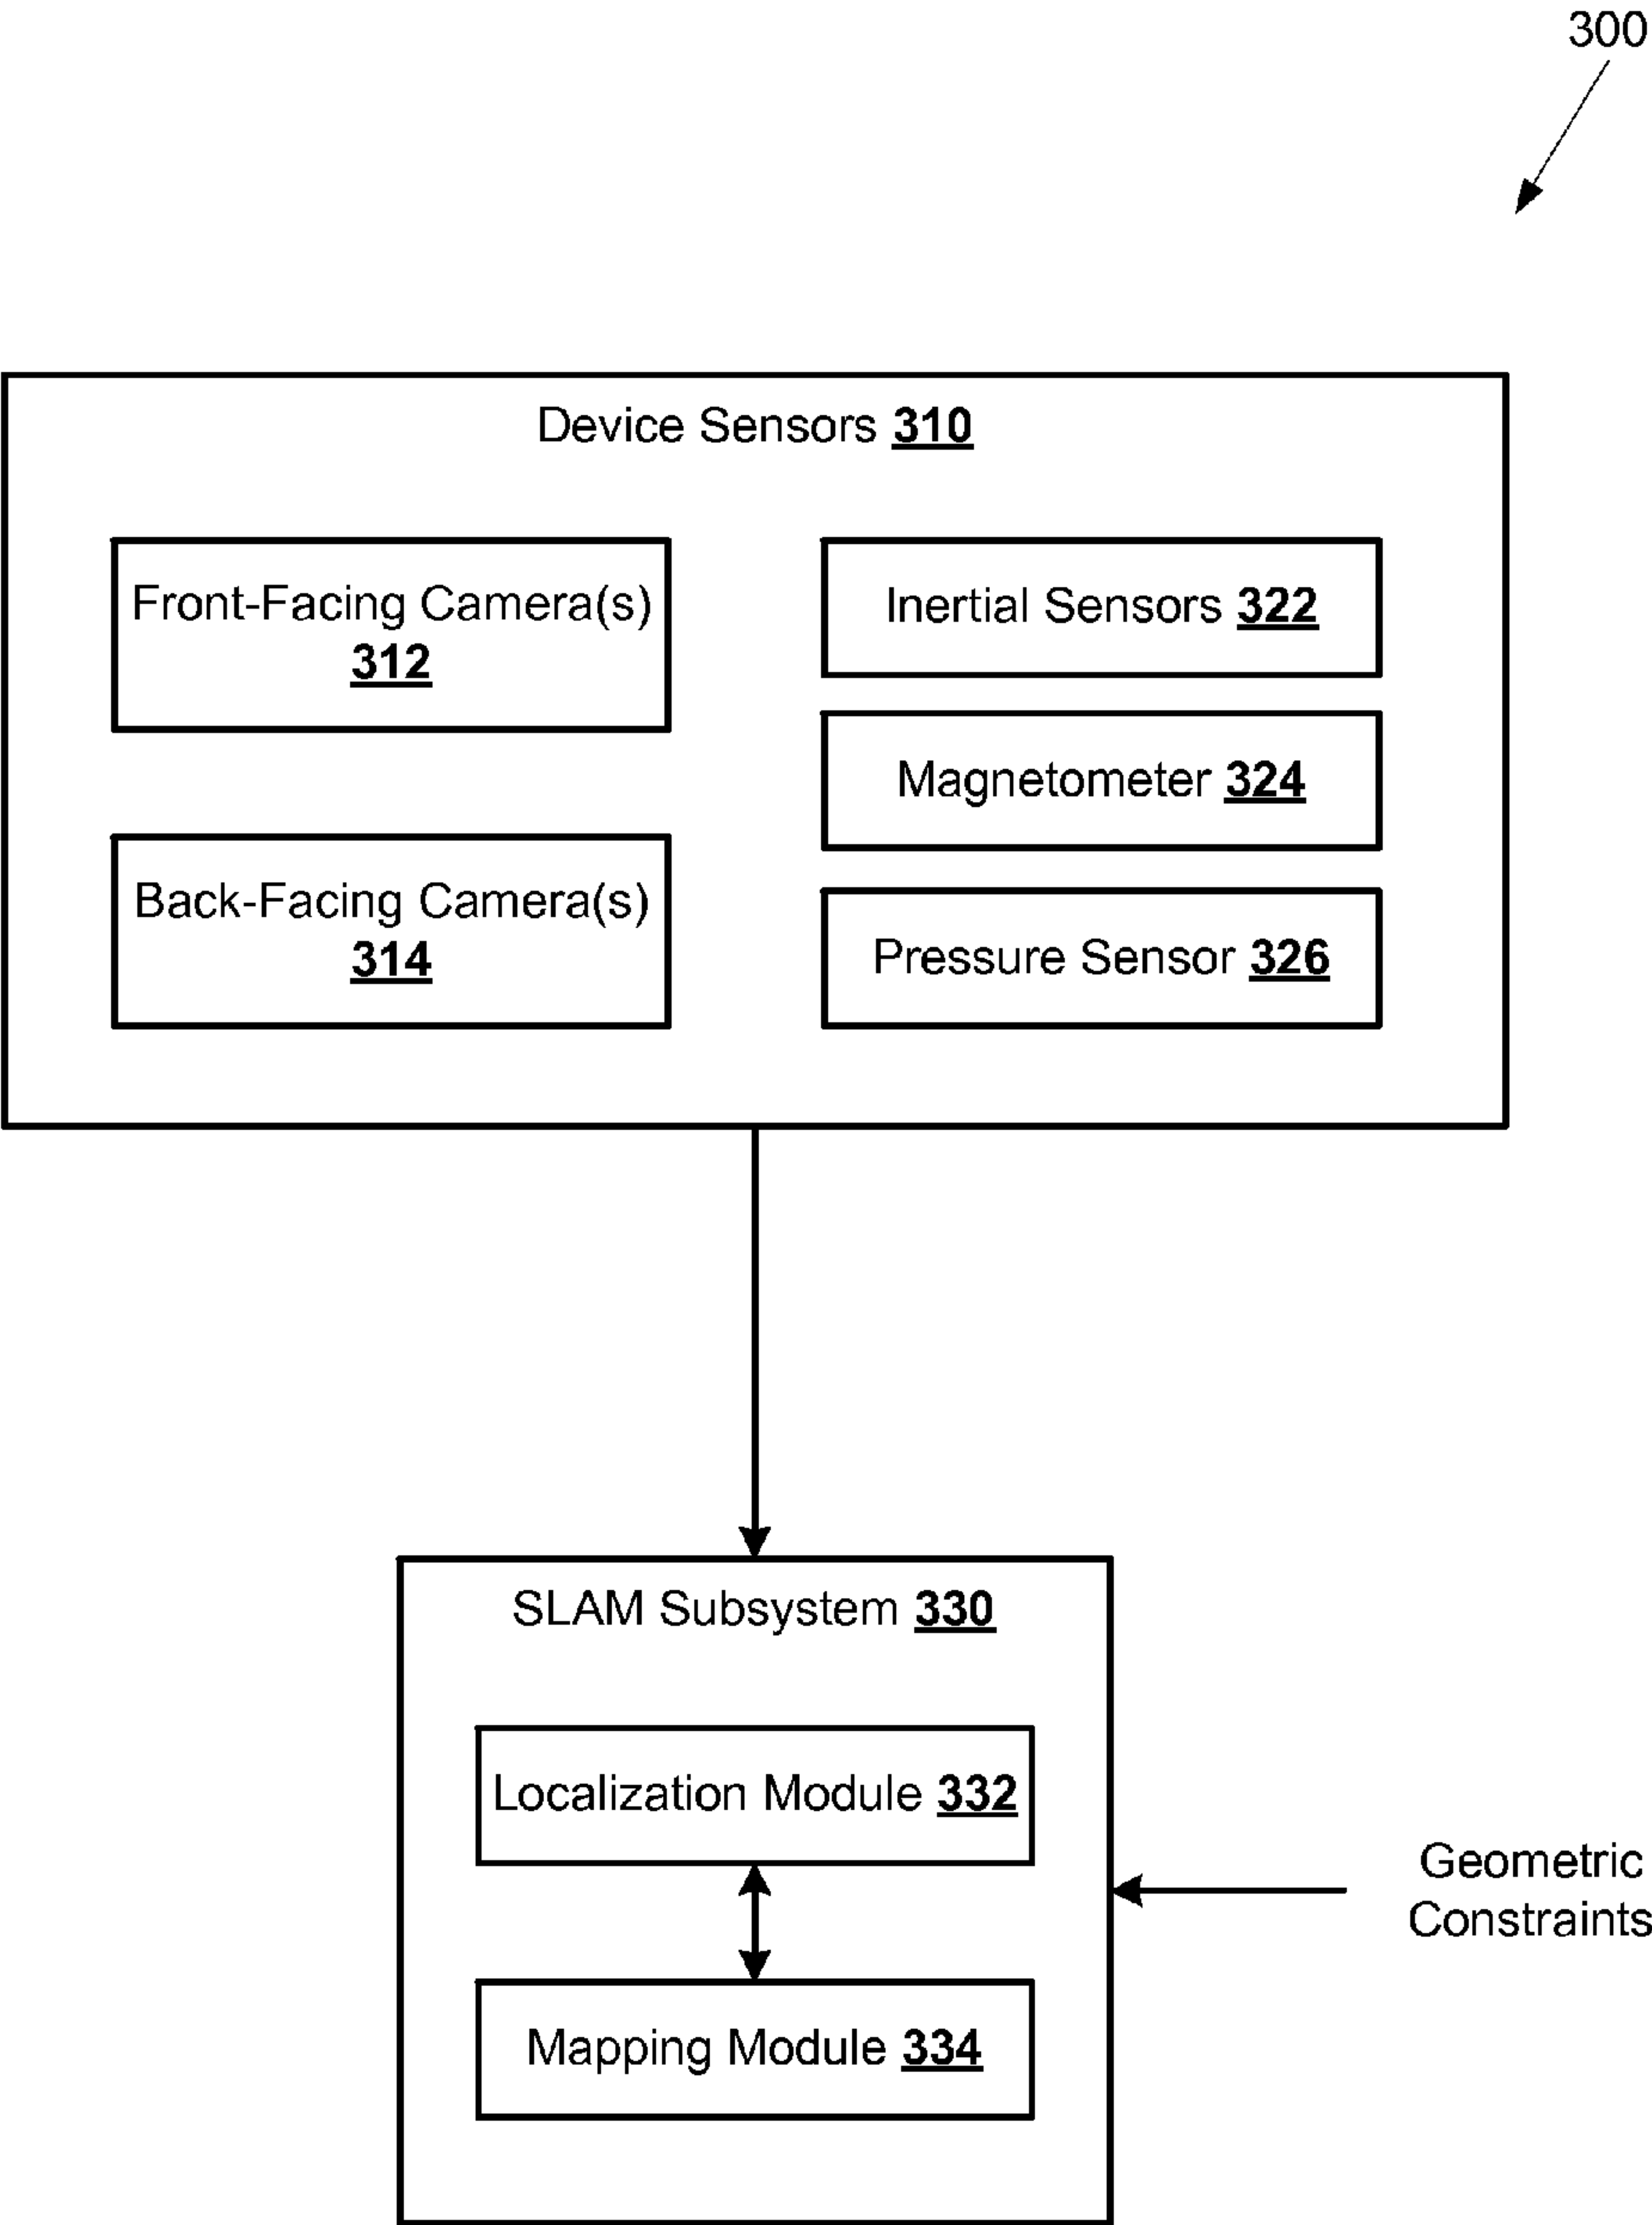 300
Device Sensors 310
Front-Facing Camera(s)
312
Back-Facing Camera(s)
314
Inertial Sensors 322
Magnetometer 324
Pressure Sensor 326
SLAM Subsystem 330
Localization Module 332
Mapping Module 334
Geometric
Constraints